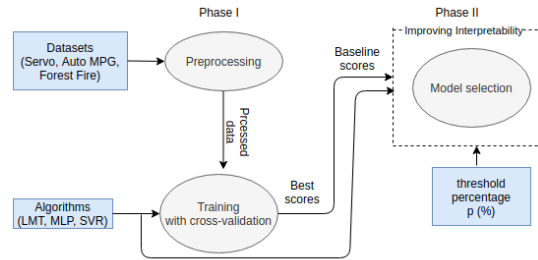 Phase I
Phase II
Datasets
(Servo, Auto MPG,
Forest Fire)
Preprocessing
Baseline
scores
Improving Interpretability
Model selection
Prcessed
data
Algorithms
(LMT, MLP, SVR)
Training
with cross-validation
Best
scores
threshold
percentage
p (%)